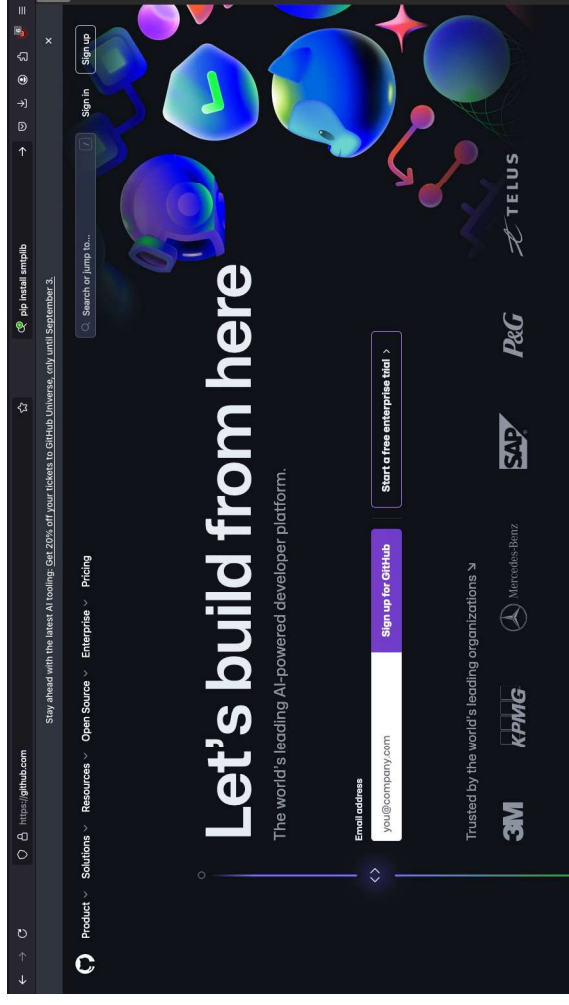 https://github.com
pip install smtplib
Stay ahead with the latest AI tooling: Get 20% off your tickets to GitHub Universe, only until September 3.
Product
Solutions
Resources
Open Source
Enterprise
Pricing
Search or jump to...
/
Sign in
Sign up
Let's build from here
The world's leading AI-powered developer platform.
Email address
you@company.com
Sign up for GitHub
Start a free enterprise trial
Trusted by the world's leading organizations
3M
KPMG
Mercedes-Benz
SAP
P&G
TELUS